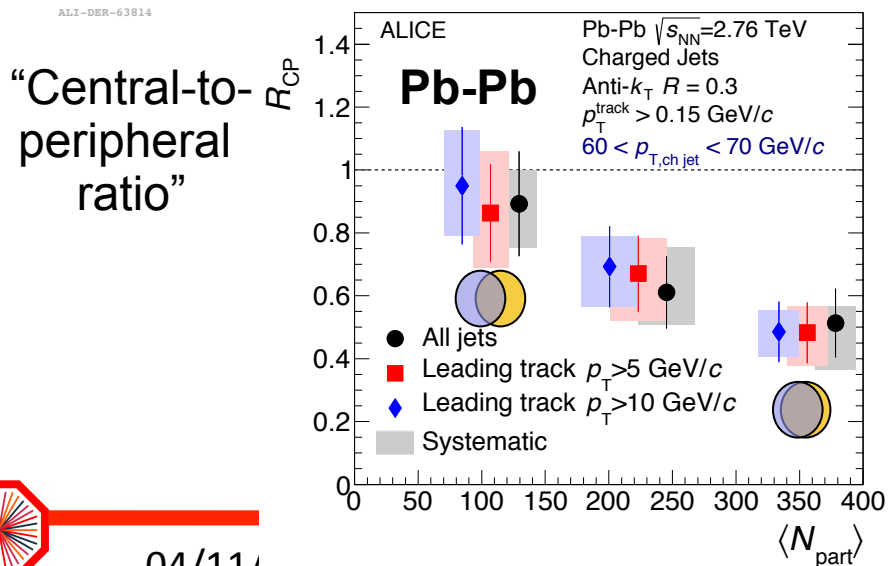 ALI-DER-63814
“Central-to-
peripheral
ratio”
R_CP
ALICE
Pb-Pb
Pb-Pb √s_NN=2.76 TeV
Charged Jets
Anti-k_T R = 0.3
p_T^track > 0.15 GeV/c
60 < p_T,ch jet < 70 GeV/c
1.4
1.2
1
0.8
0.6
0.4
0.2
0
All jets
Leading track p_T>5 GeV/c
Leading track p_T>10 GeV/c
Systematic
0 50 100 150 200 250 300 350 400
⟨N_part⟩